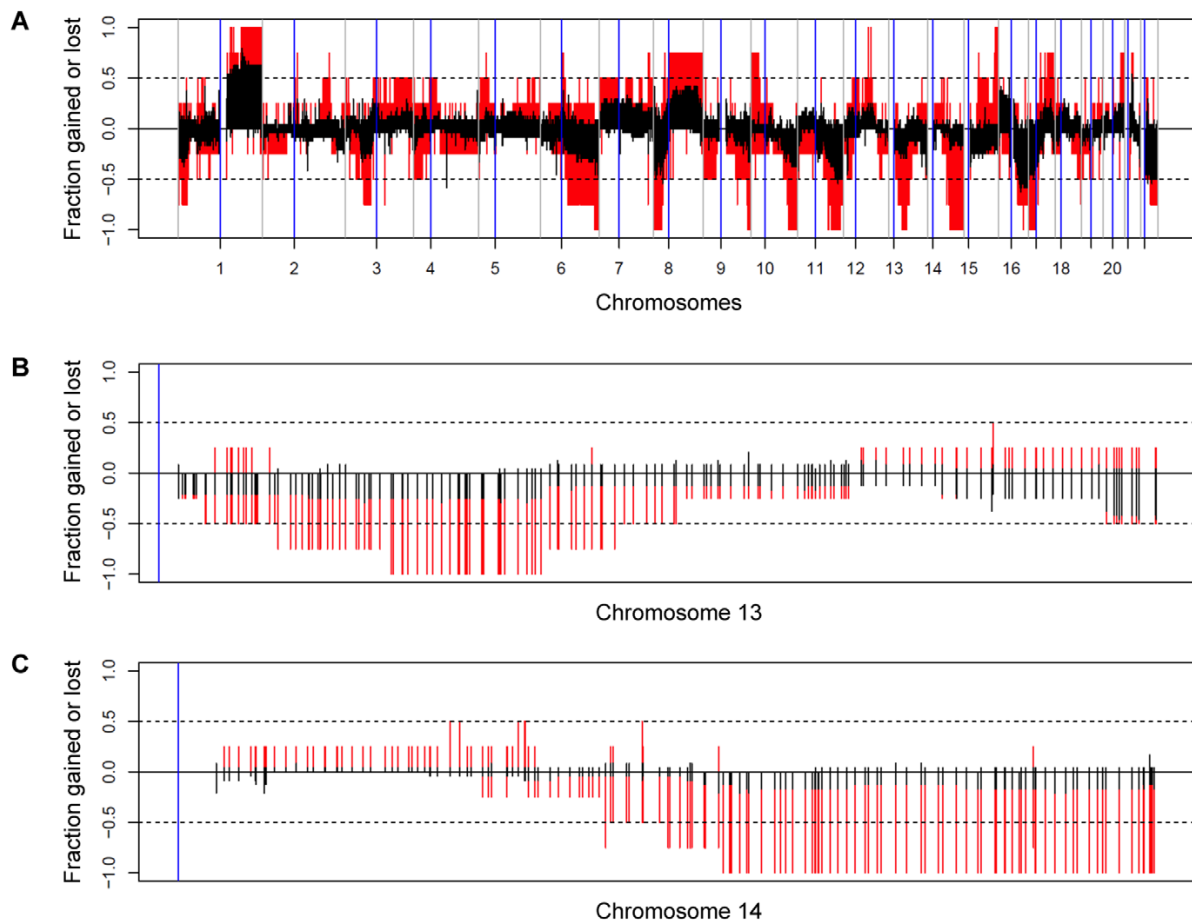 A
Fraction gained or lost
1.0
0.5
0.0
−0.5
−1.0
1 2 3 4 5 6 7 8 9 10 11 12 13 14 15 16 18 20
Chromosomes
B
Fraction gained or lost
1.0
0.5
0.0
−0.5
−1.0
Chromosome 13
C
Fraction gained or lost
1.0
0.5
0.0
−0.5
−1.0
Chromosome 14